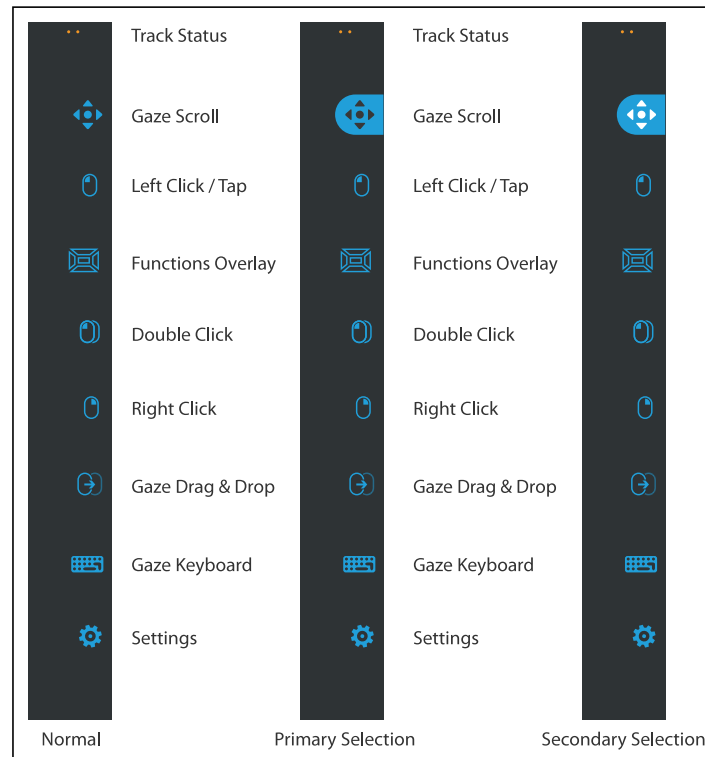 Track Status
Track Status
Gaze Scroll
Gaze Scroll
Left Click / Tap
Left Click / Tap
Functions Overlay
Functions Overlay
Double Click
Double Click
Right Click
Right Click
Gaze Drag & Drop
Gaze Drag & Drop
Gaze Keyboard
Gaze Keyboard
Settings
Settings
Normal
Primary Selection
Secondary Selection